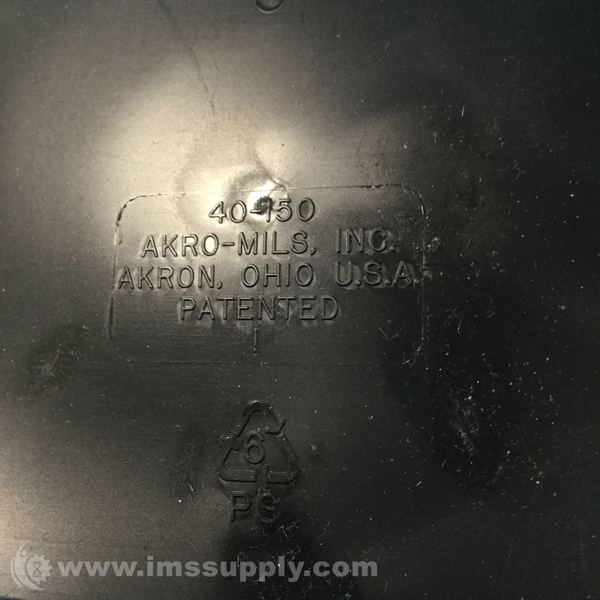 40-150
AKRO-MILS, INC.
AKRON, OHIO U.S.A.
PATENTED
1
6
PS
www.imssupply.com